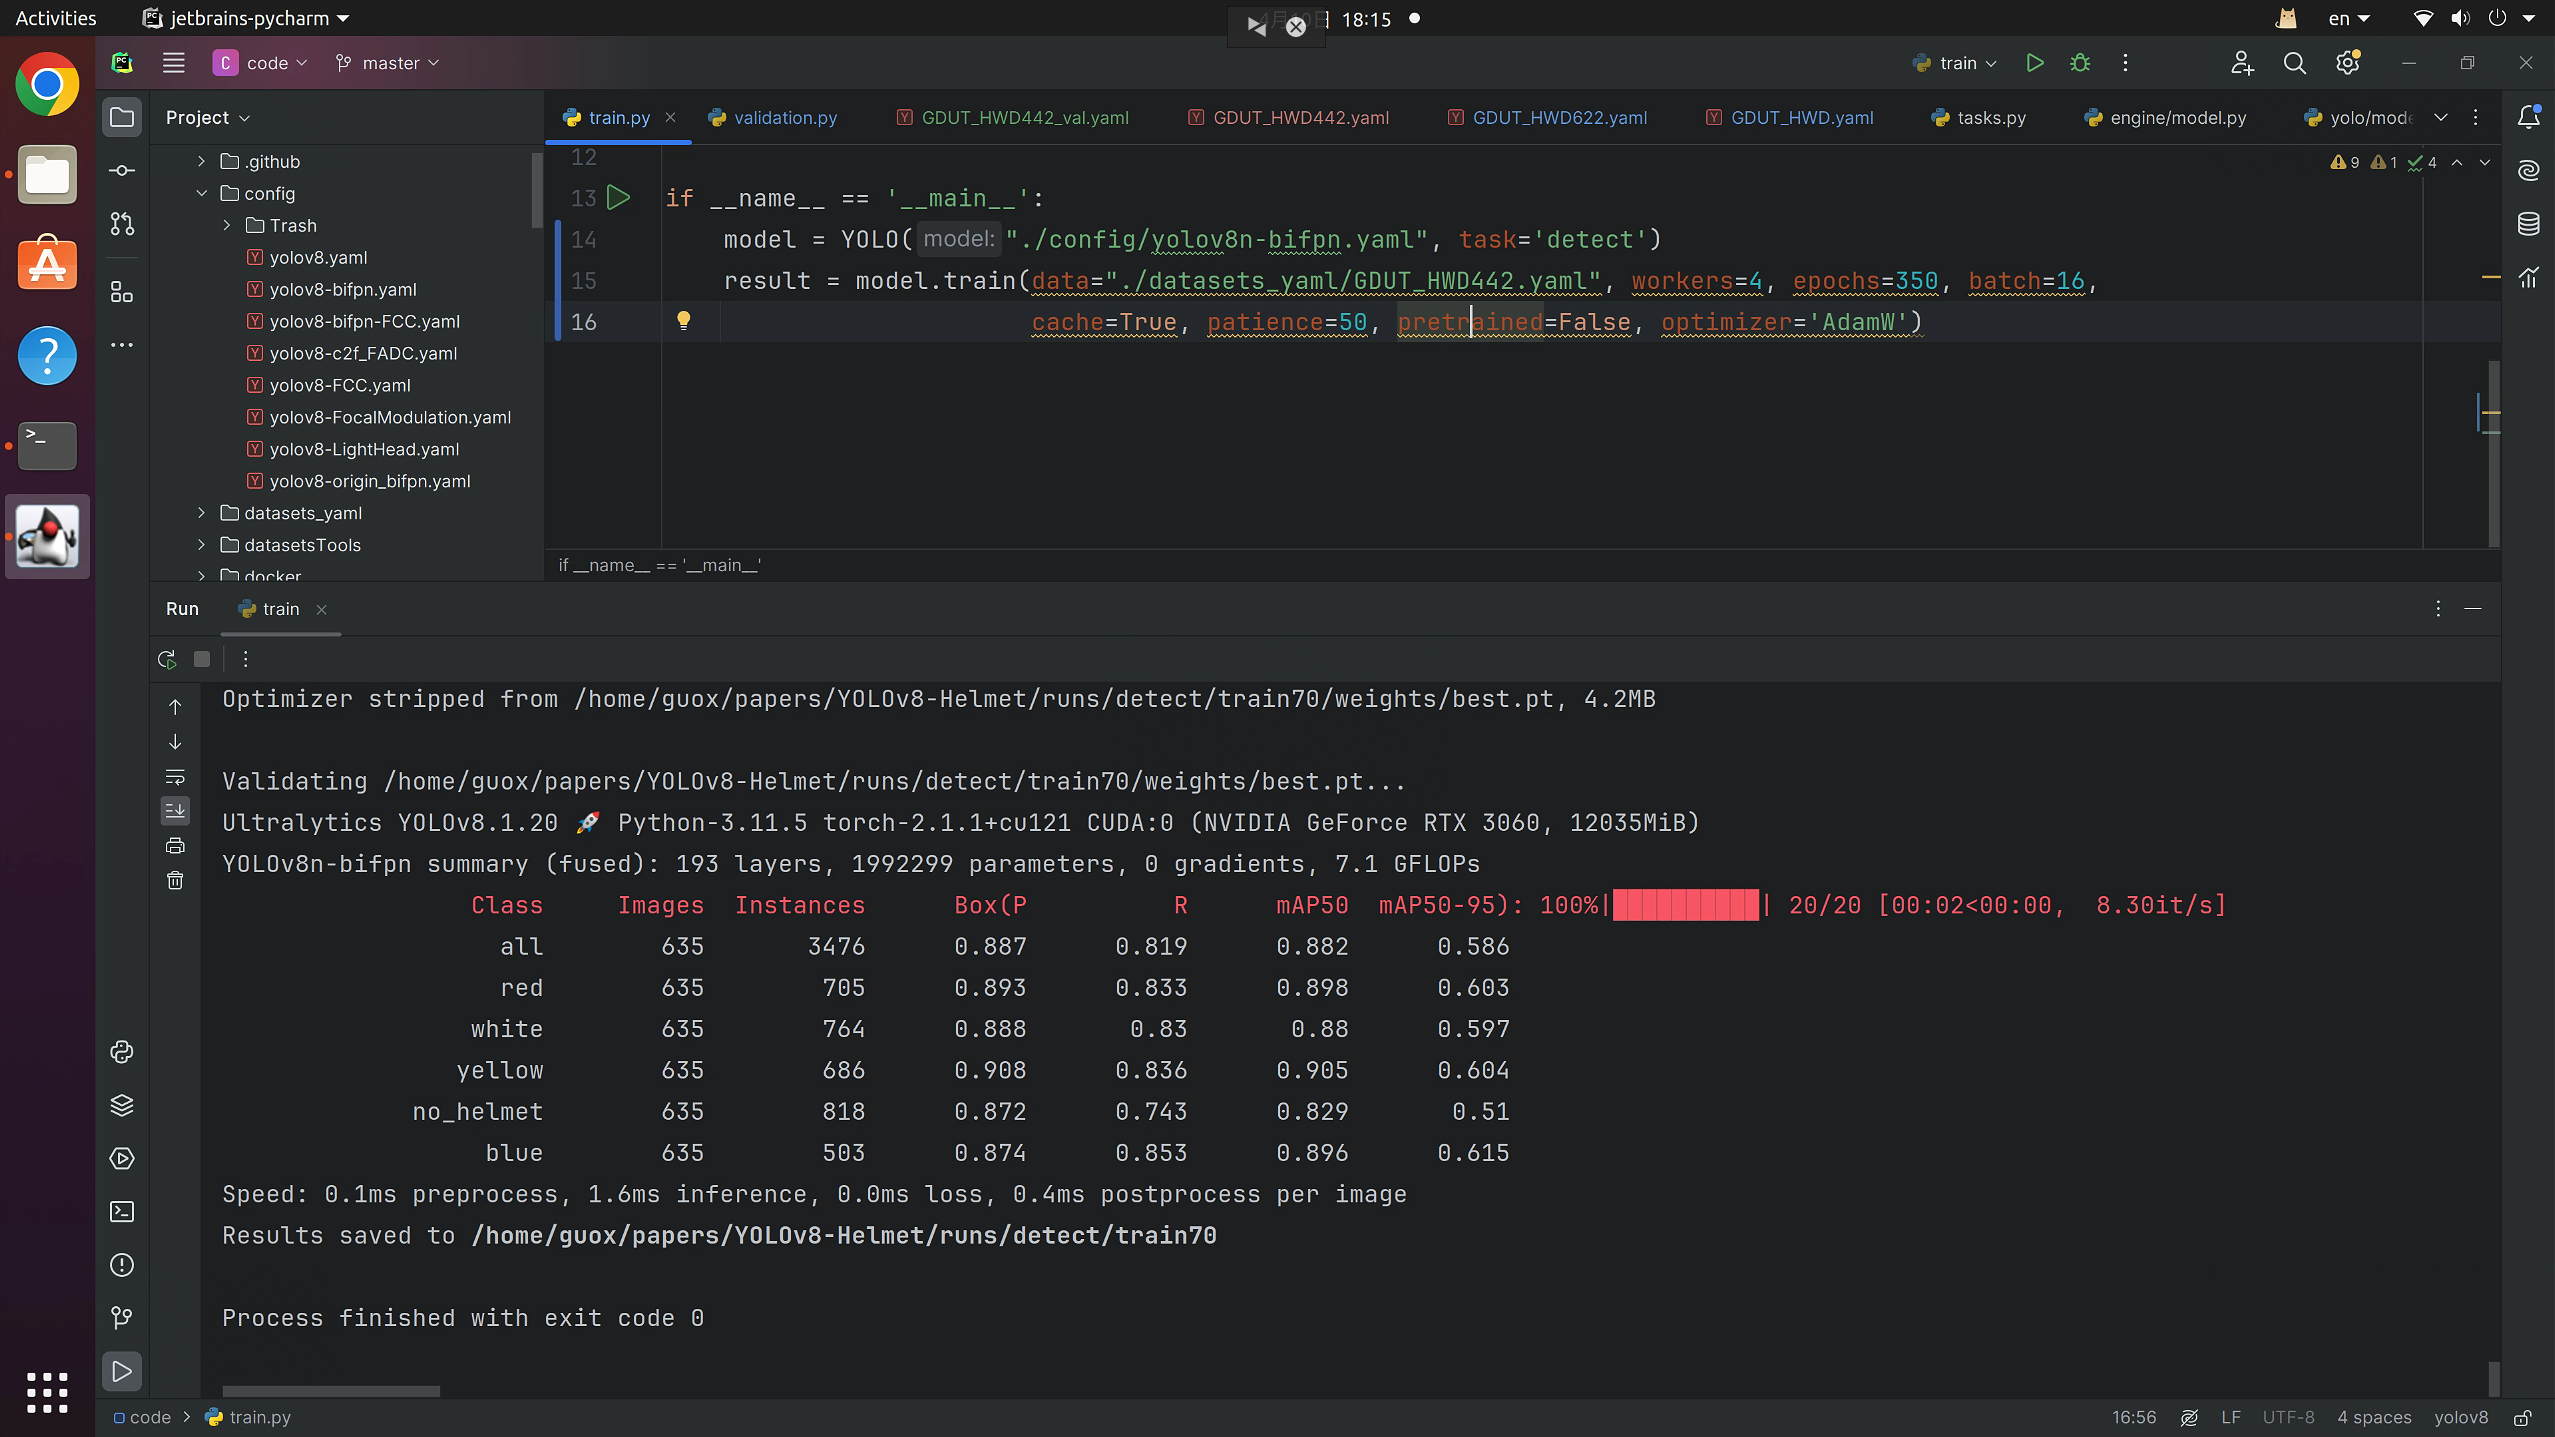 Activities jetbrains-pycharm 4月10日 18:15 en
C code master train
Project
train.py validation.py GDUT_HWD442_val.yaml GDUT_HWD442.yaml GDUT_HWD622.yaml GDUT_HWD.yaml tasks.py engine/model.py yolo/mode
.github
config
Trash
yolov8.yaml
yolov8-bifpn.yaml
yolov8-bifpn-FCC.yaml
yolov8-c2f_FADC.yaml
yolov8-FCC.yaml
yolov8-FocalModulation.yaml
yolov8-LightHead.yaml
yolov8-origin_bifpn.yaml
datasets_yaml
datasetsTools
docker
9 1 4
12
13 if __name__ == '__main__':
14 model = YOLO( model: "./config/yolov8n-bifpn.yaml", task='detect')
15 result = model.train(data="./datasets_yaml/GDUT_HWD442.yaml", workers=4, epochs=350, batch=16,
16 cache=True, patience=50, pretrained=False, optimizer='AdamW')
if __name__ == '__main__'
Run train
Optimizer stripped from /home/guox/papers/YOLOv8-Helmet/runs/detect/train70/weights/best.pt, 4.2MB
Validating /home/guox/papers/YOLOv8-Helmet/runs/detect/train70/weights/best.pt...
Ultralytics YOLOv8.1.20 🚀 Python-3.11.5 torch-2.1.1+cu121 CUDA:0 (NVIDIA GeForce RTX 3060, 12035MiB)
YOLOv8n-bifpn summary (fused): 193 layers, 1992299 parameters, 0 gradients, 7.1 GFLOPs
Class Images Instances Box(P R mAP50 mAP50-95): 100%|██████████| 20/20 [00:02<00:00, 8.30it/s]
all 635 3476 0.887 0.819 0.882 0.586
red 635 705 0.893 0.833 0.898 0.603
white 635 764 0.888 0.83 0.88 0.597
yellow 635 686 0.908 0.836 0.905 0.604
no_helmet 635 818 0.872 0.743 0.829 0.51
blue 635 503 0.874 0.853 0.896 0.615
Speed: 0.1ms preprocess, 1.6ms inference, 0.0ms loss, 0.4ms postprocess per image
Results saved to /home/guox/papers/YOLOv8-Helmet/runs/detect/train70
Process finished with exit code 0
code train.py 16:56 LF UTF-8 4 spaces yolov8